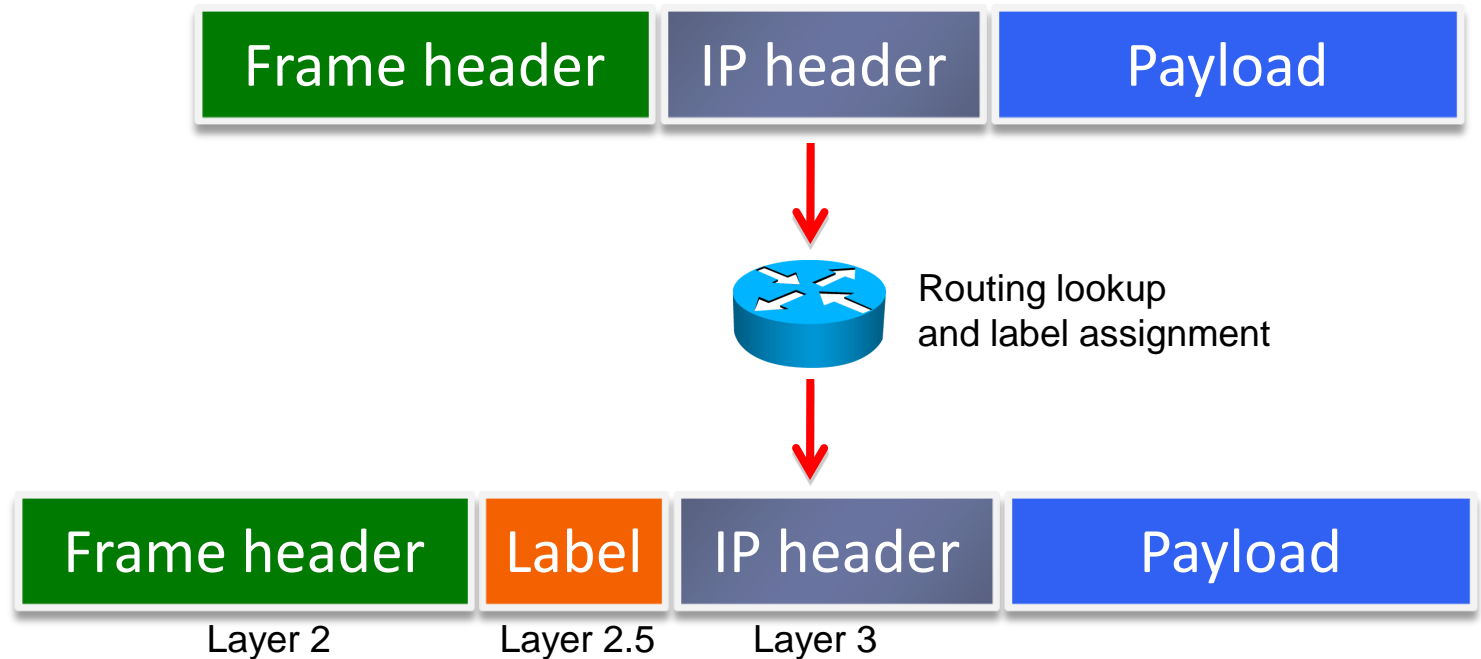 Frame header IP header Payload
Routing lookup
and label assignment
Frame header Label IP header Payload
Layer 2 Layer 2.5 Layer 3